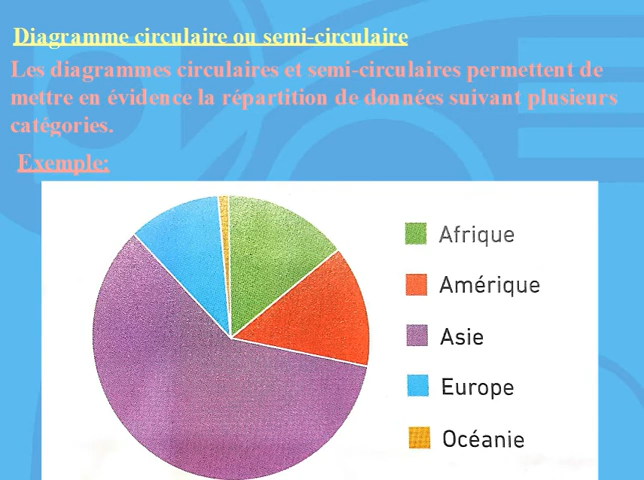 Diagramme circulaire ou semi-circulaire
Les diagrammes circulaires et semi-circulaires permettent de
mettre en évidence la répartition de données suivant plusieurs
catégories.
Exemple:
Afrique
Amérique
Asie
Europe
Océanie